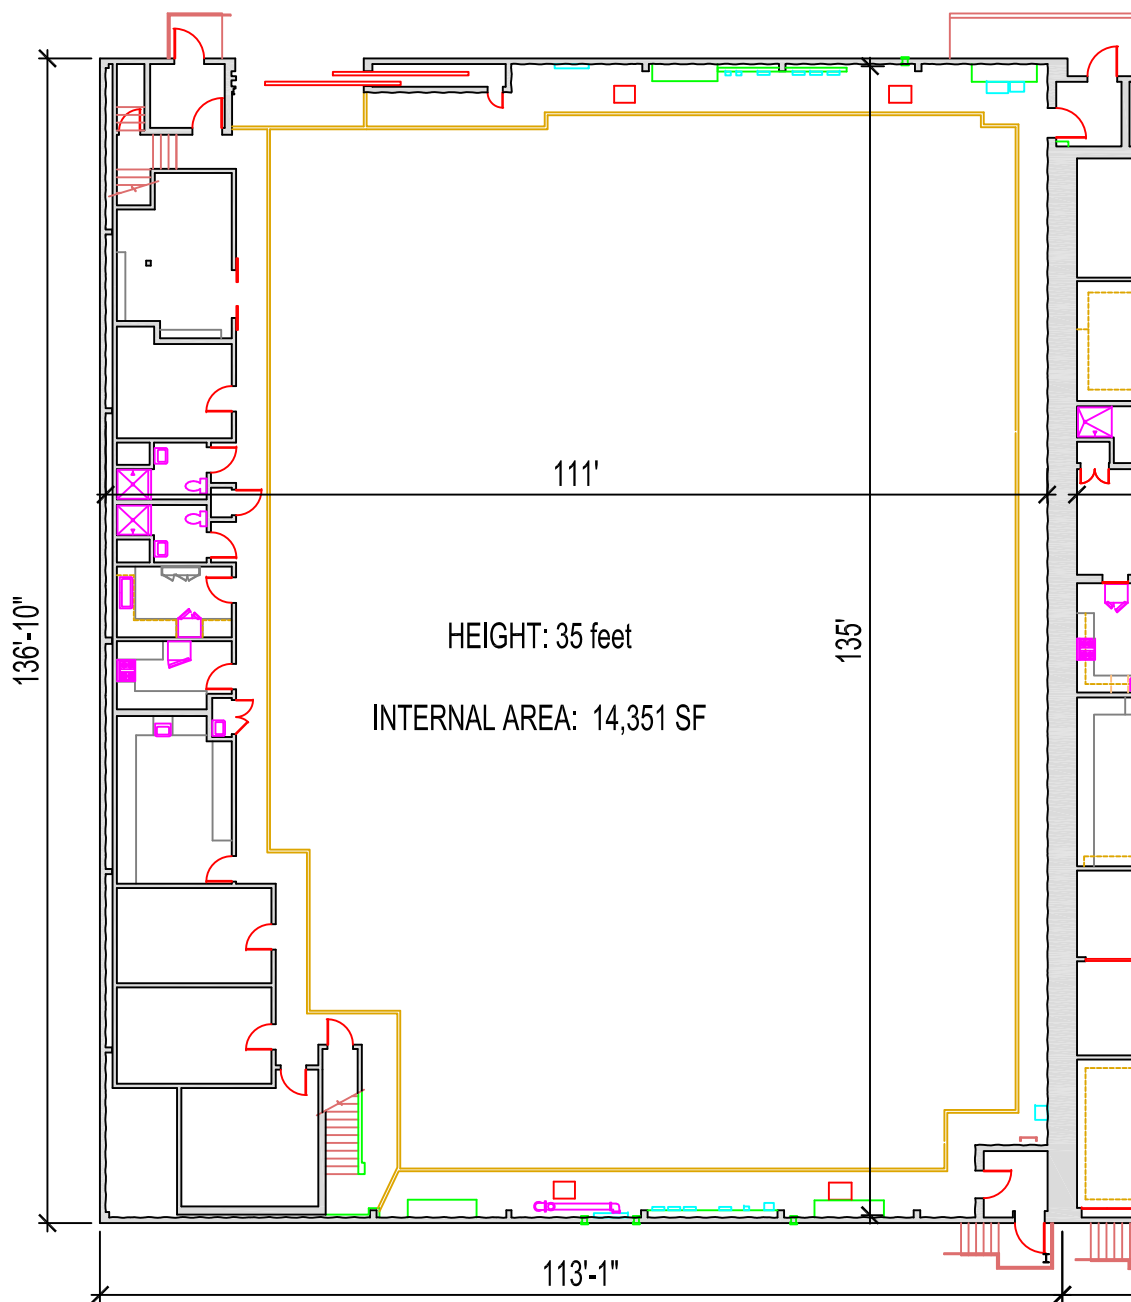 111'
136'-10"
HEIGHT: 35 feet
135'
INTERNAL AREA: 14,351 SF
113'-1"